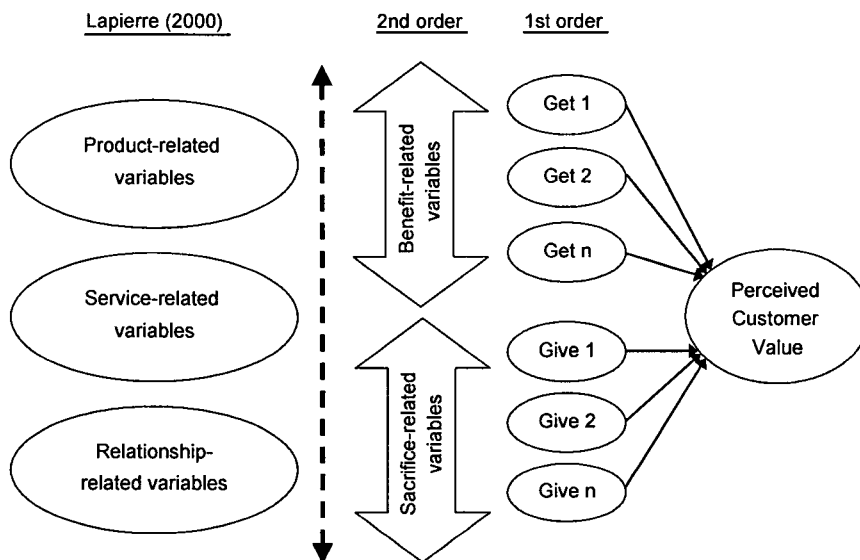 Lapierre (2000)
2nd order
1st order
Product-related
variables
Service-related
variables
Relationship-
related variables
Benefit-related
variables
Sacrifice-related
variables
Get 1
Get 2
Get n
Give 1
Give 2
Give n
Perceived
Customer
Value